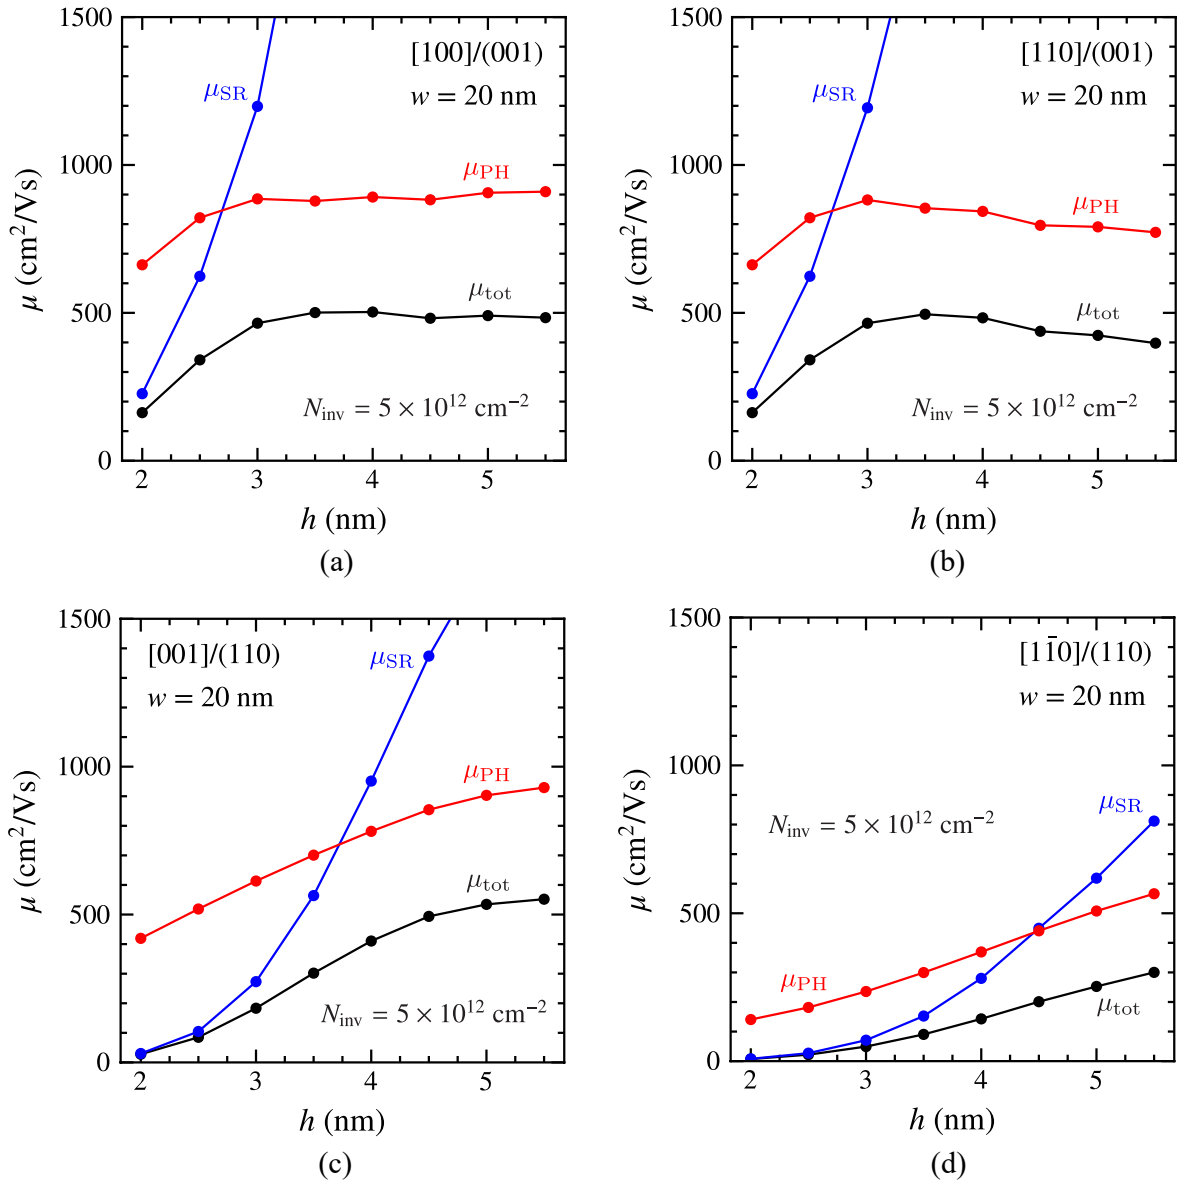 1500
1000
500
0
μ (cm²/Vs)
[100]/(001)
w = 20 nm
μSR
μPH
μtot
Ninv = 5 × 10¹² cm⁻²
2 3 4 5
h (nm)
(a)
1500
1000
500
0
μ (cm²/Vs)
[110]/(001)
w = 20 nm
μSR
μPH
μtot
Ninv = 5 × 10¹² cm⁻²
2 3 4 5
h (nm)
(b)
1500
1000
500
0
μ (cm²/Vs)
[001]/(110)
w = 20 nm
μSR
μPH
μtot
Ninv = 5 × 10¹² cm⁻²
2 3 4 5
h (nm)
(c)
1500
1000
500
0
μ (cm²/Vs)
[11̄0]/(110)
w = 20 nm
μSR
Ninv = 5 × 10¹² cm⁻²
μPH
μtot
2 3 4 5
h (nm)
(d)